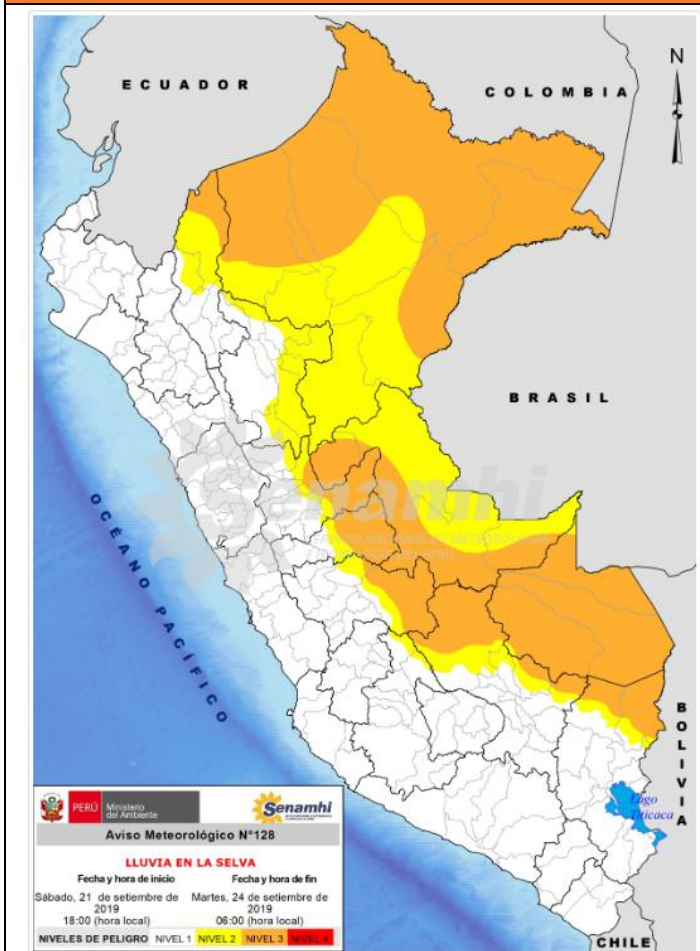 ECUADOR
COLOMBIA
N
BRASIL
Senamhi
OCÉANO PACÍFICO
BOLIVIA
Lago
Titicaca
CHILE
PERÚ Ministerio
del Ambiente
Senamhi
Aviso Meteorológico N°128
LLUVIA EN LA SELVA
Fecha y hora de inicio Fecha y hora de fin
Sábado, 21 de setiembre de Martes, 24 de setiembre de
2019 2019
18:00 (hora local) 06:00 (hora local)
NIVELES DE PELIGRO NIVEL 1 NIVEL 2 NIVEL 3 NIVEL 4